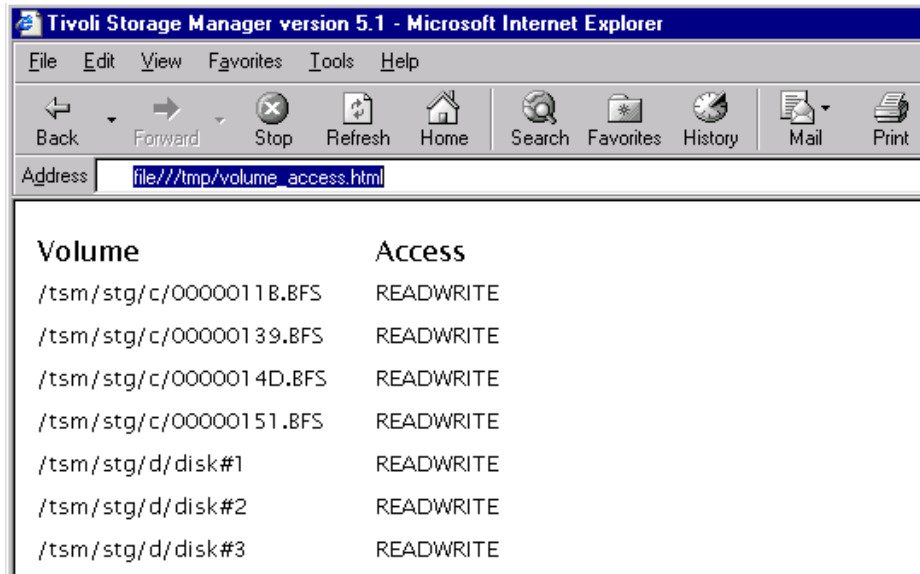 Tivoli Storage Manager version 5.1 - Microsoft Internet Explorer
File Edit View Favorites Tools Help
Back Forward Stop Refresh Home Search Favorites History Mail Print
Address file///tmp/volume_access.html
Volume Access
/tsm/stg/c/0000011B.BFS READWRITE
/tsm/stg/c/00000139.BFS READWRITE
/tsm/stg/c/0000014D.BFS READWRITE
/tsm/stg/c/00000151.BFS READWRITE
/tsm/stg/d/disk#1 READWRITE
/tsm/stg/d/disk#2 READWRITE
/tsm/stg/d/disk#3 READWRITE